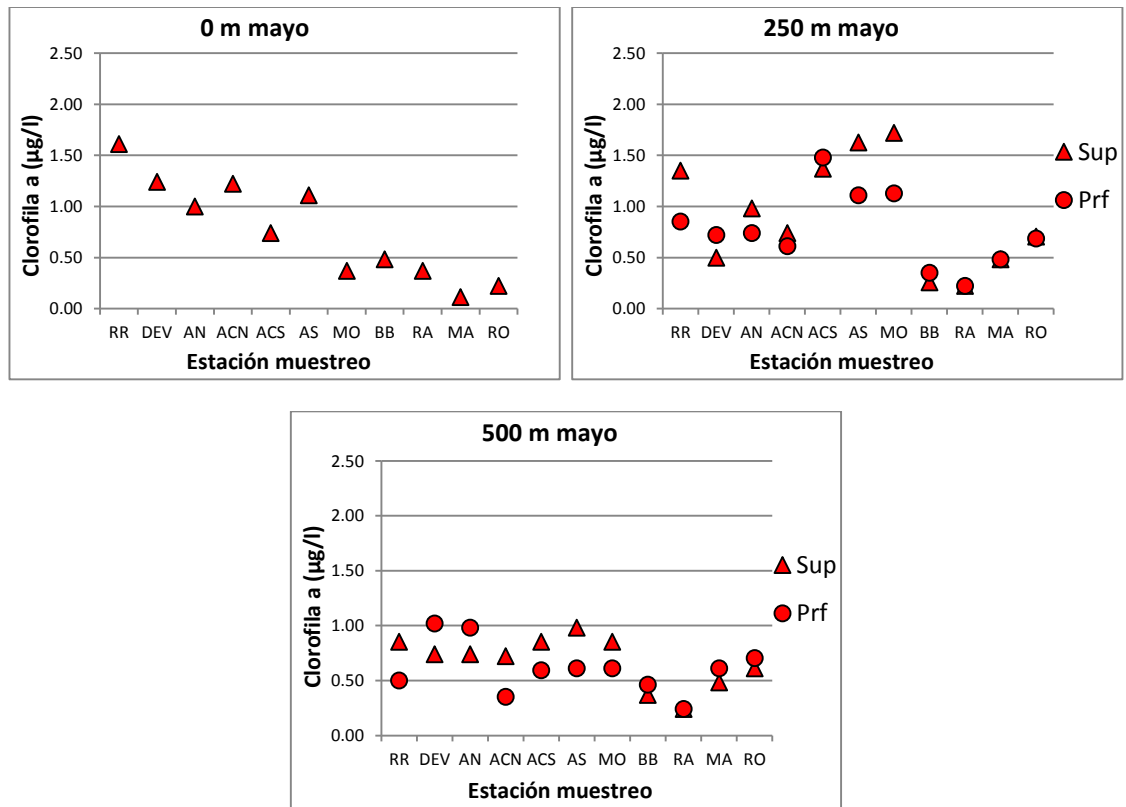 0 m mayo
2.50
2.00
1.50
1.00
0.50
0.00
Clorofila a (µg/l)
RR DEV AN ACN ACS AS MO BB RA MA RO
Estación muestreo
250 m mayo
2.50
2.00
1.50
1.00
0.50
0.00
Clorofila a (µg/l)
RR DEV AN ACN ACS AS MO BB RA MA RO
Estación muestreo
Sup
Prf
500 m mayo
2.50
2.00
1.50
1.00
0.50
0.00
Clorofila a (µg/l)
RR DEV AN ACN ACS AS MO BB RA MA RO
Estación muestreo
Sup
Prf